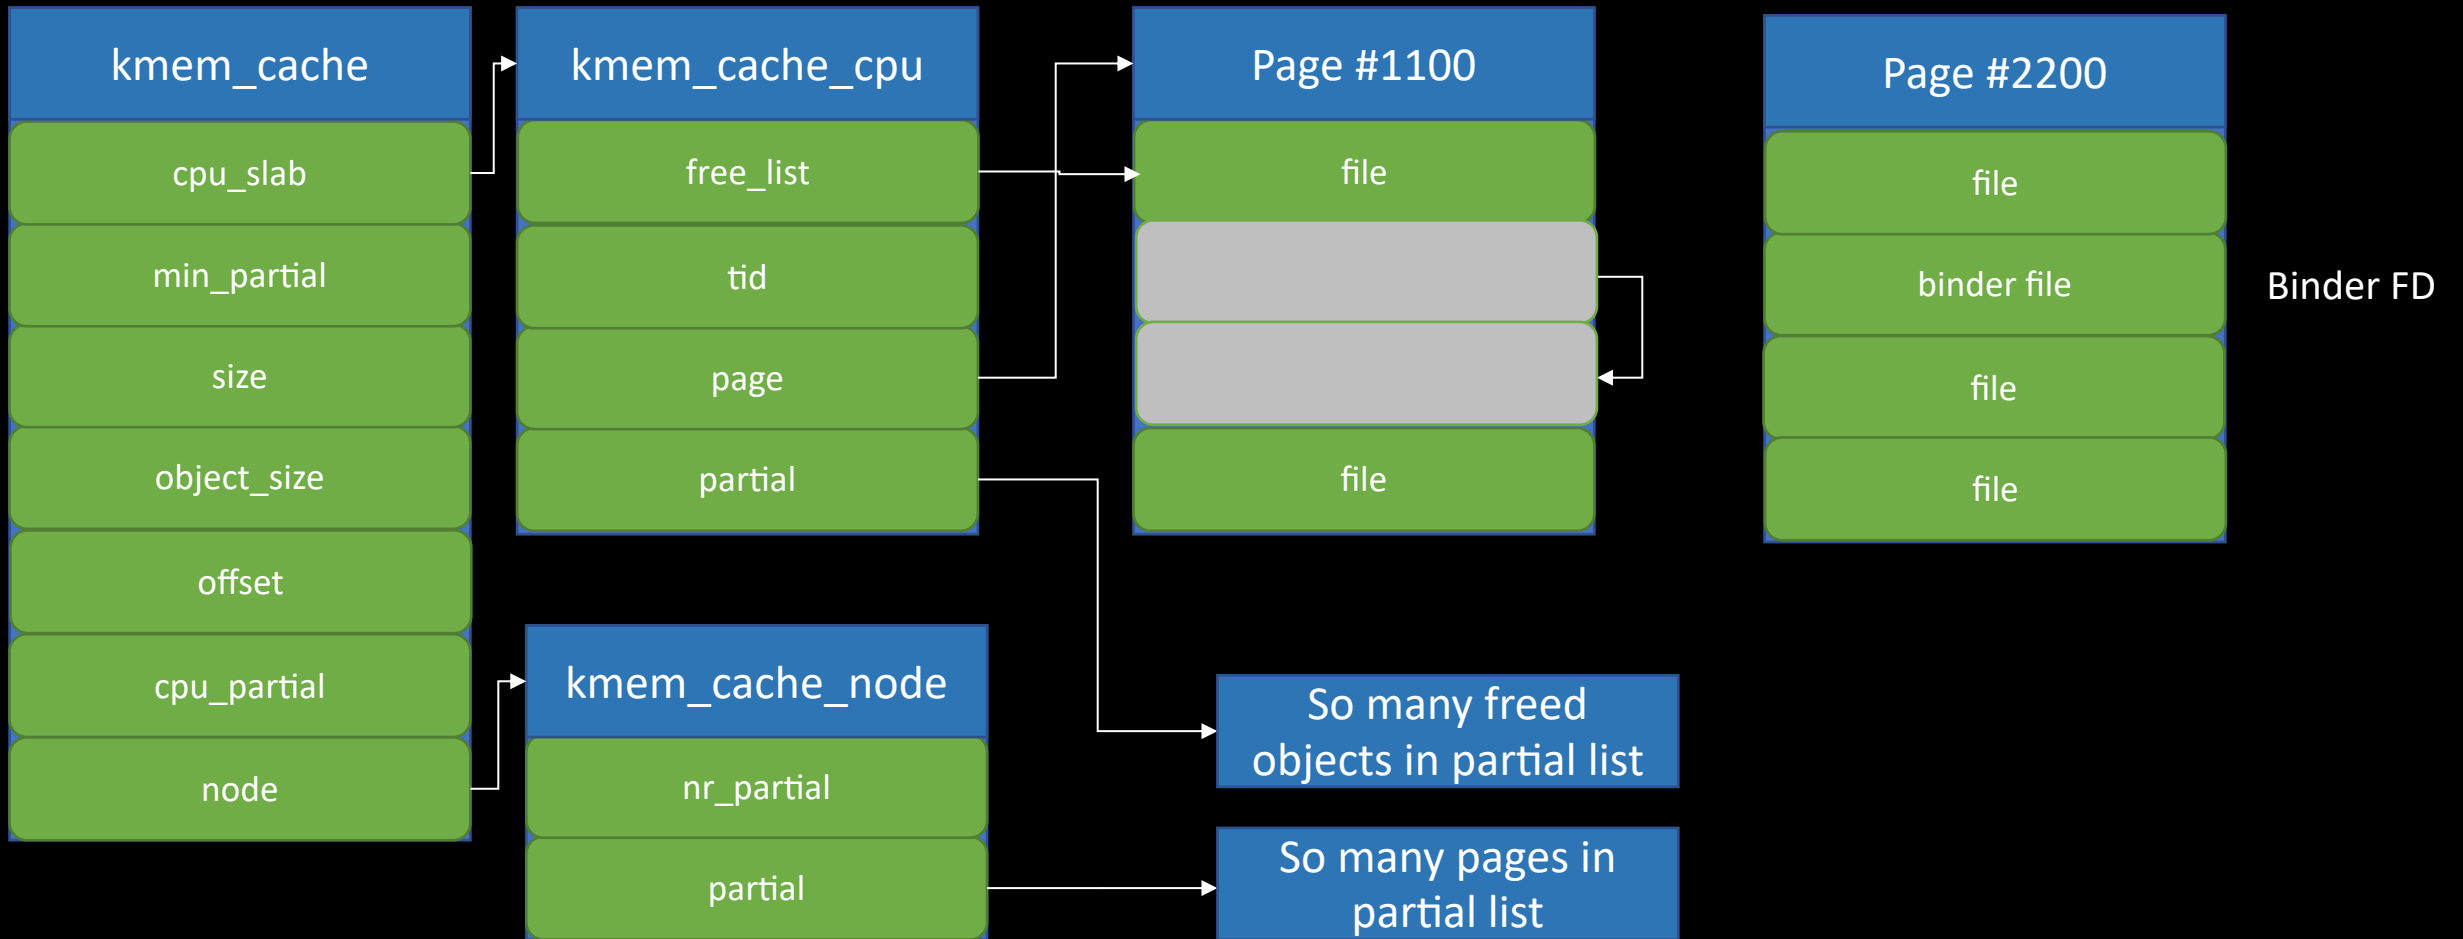 kmem_cache
cpu_slab
min_partial
size
object_size
offset
cpu_partial
node
kmem_cache_cpu
free_list
tid
page
partial
kmem_cache_node
nr_partial
partial
Page #1100
file
file
So many freed
objects in partial list
So many pages in
partial list
Page #2200
file
binder file
file
file
Binder FD